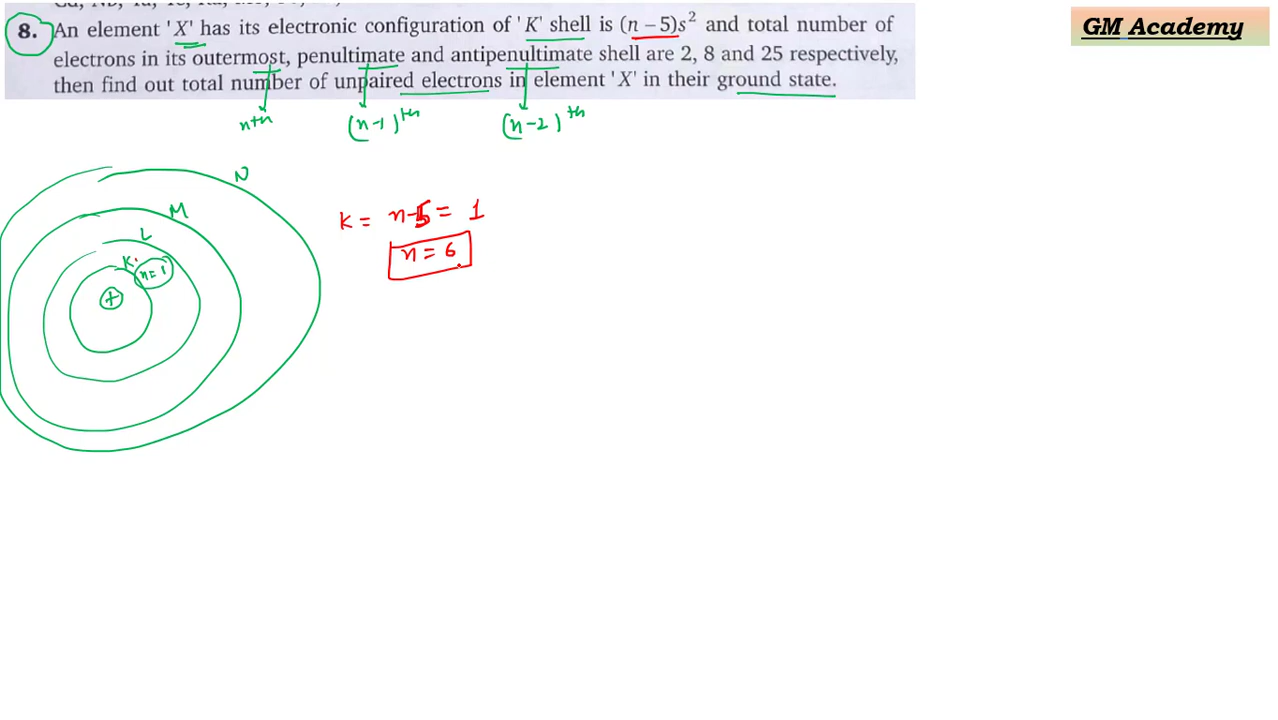 GM Academy
8. An element 'X' has its electronic configuration of 'K' shell is (n − 5)s² and total number of
electrons in its outermost, penultimate and antipenultimate shell are 2, 8 and 25 respectively,
then find out total number of unpaired electrons in element 'X' in their ground state.
nth (n-1)th (n-2)th
N
M
L
K
n=1
+
K = n-5 = 1
n = 6